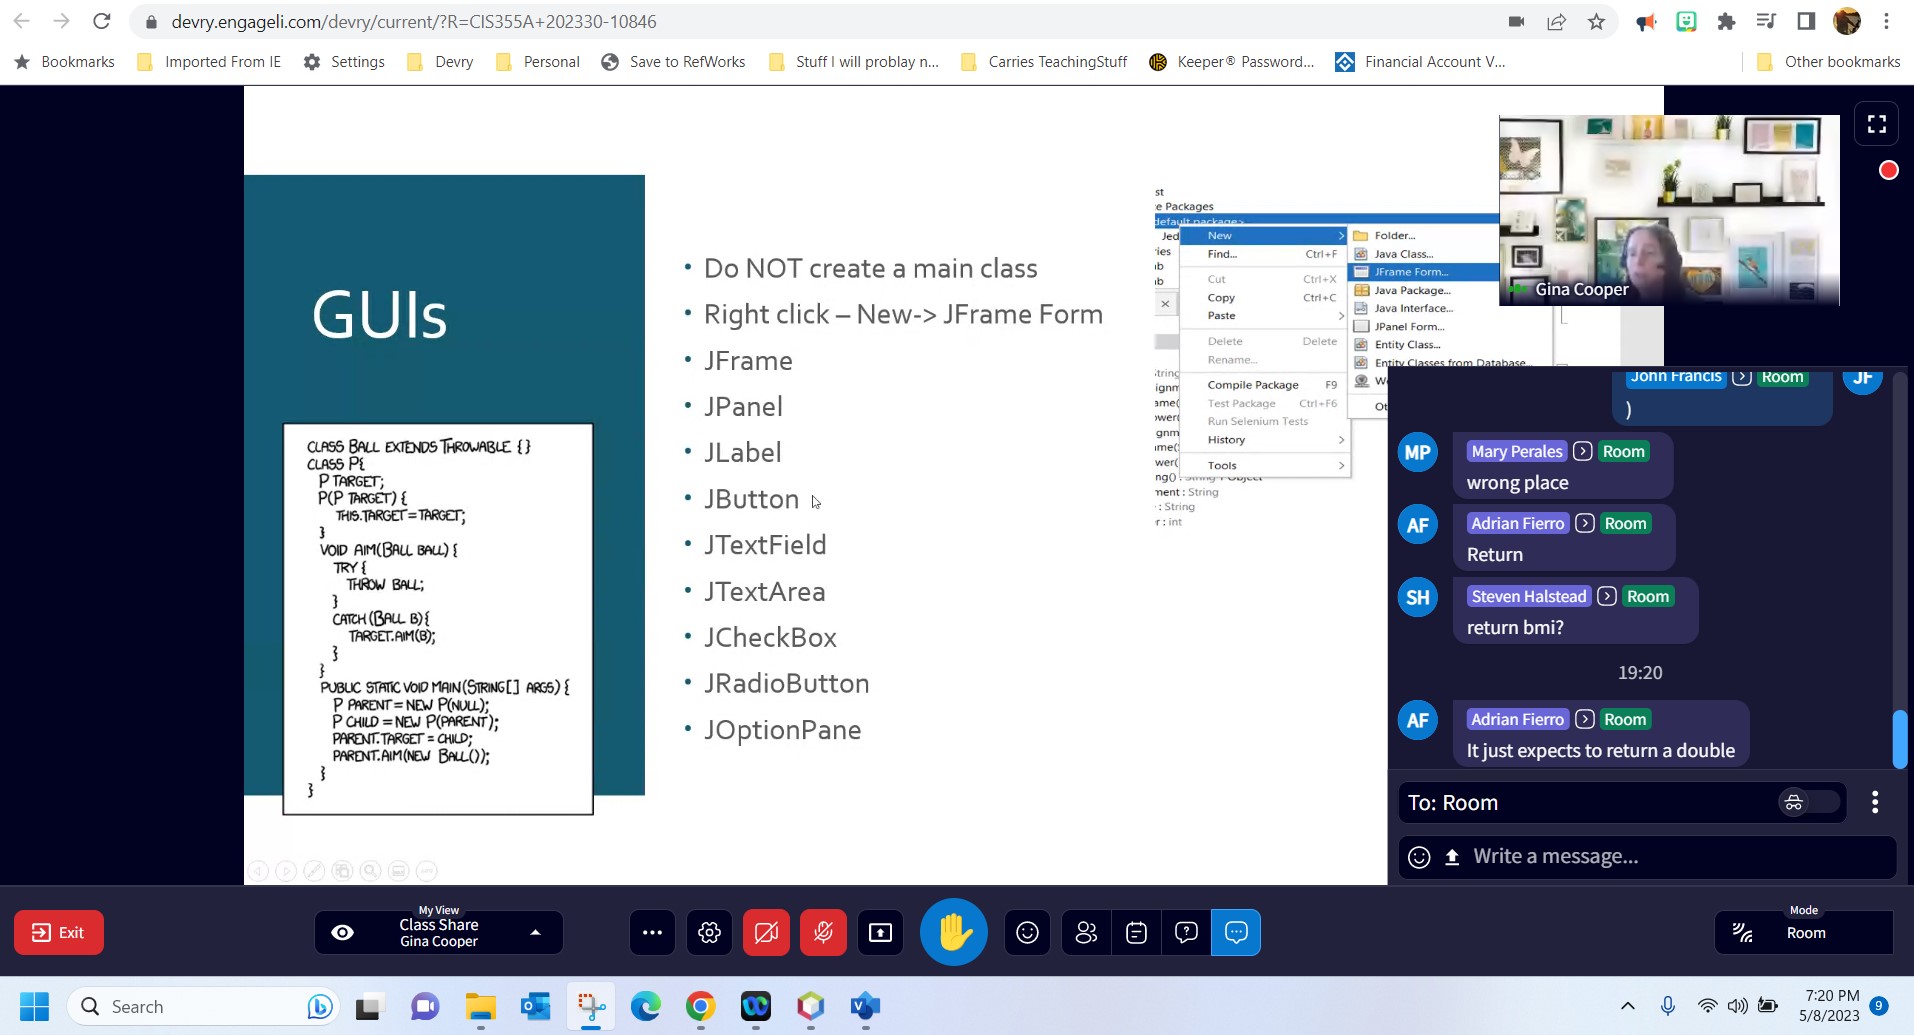 devry.engageli.com/devry/current/?R=CIS355A+202330-10846
Bookmarks
Imported From IE
Settings
Devry
Personal
Save to RefWorks
Stuff I will problay n...
Carries TeachingStuff
Keeper® Password...
Financial Account V...
Other bookmarks
GUIs
CLASS BALL EXTENDS THROWABLE { }
CLASS P{
P TARGET;
P(P TARGET) {
THIS.TARGET = TARGET;
}
VOID AIM(BALL BALL) {
TRY {
THROW BALL;
}
CATCH (BALL B){
TARGET.AIM(B);
}
}
PUBLIC STATIC VOID MAIN(STRING[] ARGS) {
P PARENT = NEW P(NULL);
P CHILD = NEW P(PARENT);
PARENT.TARGET = CHILD;
PARENT.AIM(NEW BALL());
}
}
• Do NOT create a main class
• Right click – New-> JFrame Form
• JFrame
• JPanel
• JLabel
• JButton
• JTextField
• JTextArea
• JCheckBox
• JRadioButton
• JOptionPane
st
e Packages
default package>
Jed
ries
b
b
New
Find... Ctrl+F
Cut Ctrl+X
Copy Ctrl+C
Paste
Delete Delete
Rename...
Compile Package F9
Test Package Ctrl+F6
Run Selenium Tests
History
Tools
Folder...
Java Class...
JFrame Form...
Java Package...
Java Interface...
JPanel Form...
Entity Class...
Entity Classes from Database...
We
Ot
ment : String
: String
r : int
Gina Cooper
John Francis Room
JF
)
MP
Mary Perales Room
wrong place
AF
Adrian Fierro Room
Return
SH
Steven Halstead Room
return bmi?
19:20
AF
Adrian Fierro Room
It just expects to return a double
To: Room
Write a message...
Exit
My View
Class Share
Gina Cooper
Mode
Room
Search
7:20 PM
5/8/2023
9